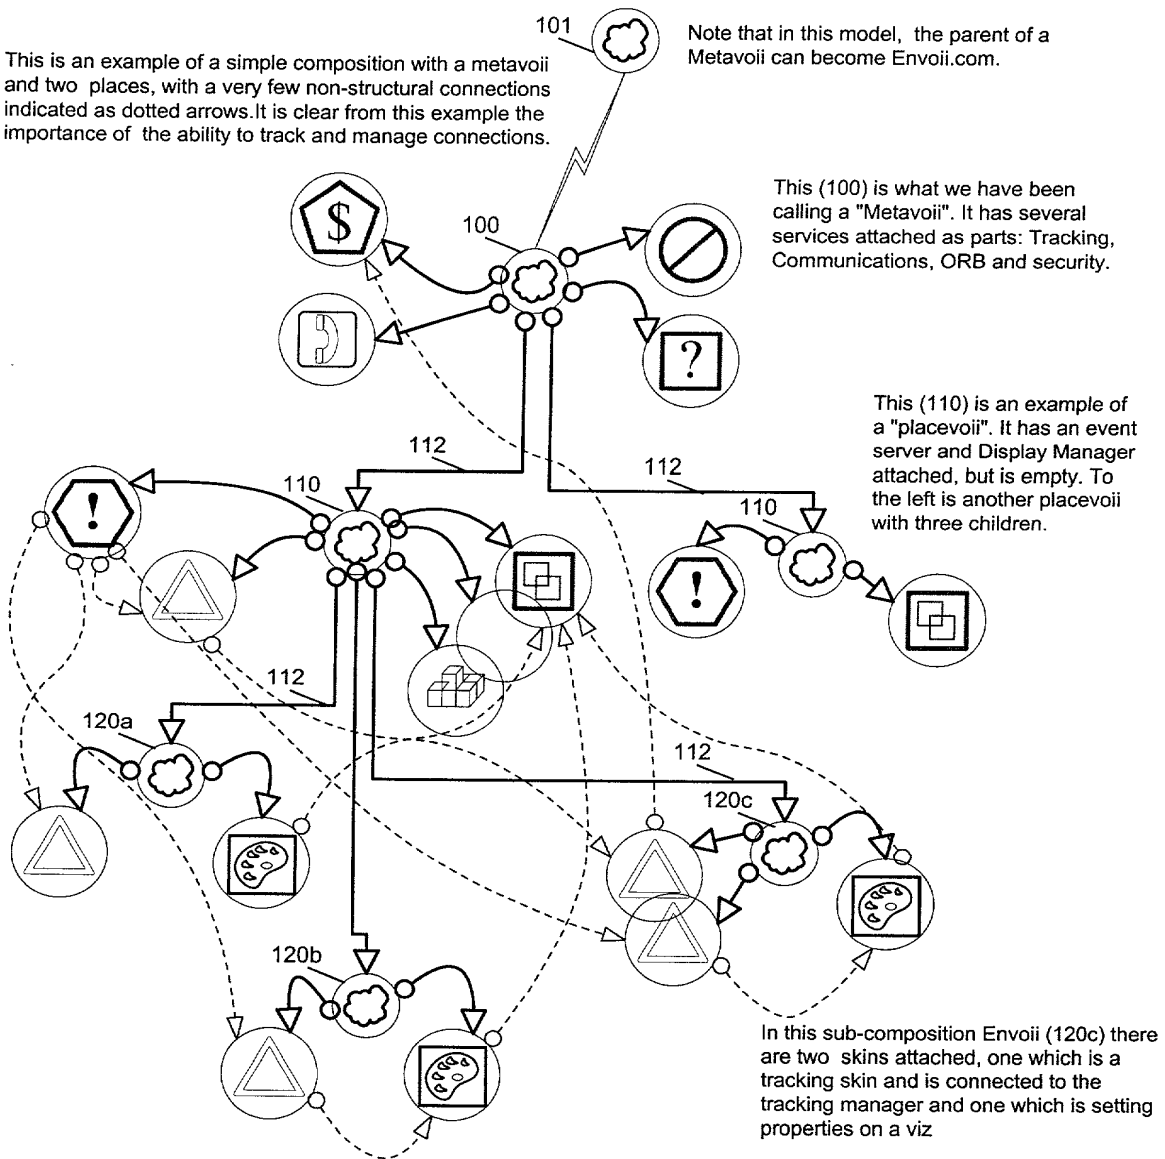 101
Note that in this model,  the parent of a
Metavoii can become Envoii.com.
This is an example of a simple composition with a metavoii
and two  places, with a very few non-structural connections
indicated as dotted arrows.It is clear from this example the
importance of  the ability to track and manage connections.
This (100) is what we have been
calling a "Metavoii". It has several
services attached as parts: Tracking,
Communications, ORB and security.
$
100
?
This (110) is an example of
a "placevoii". It has an event
server and Display Manager
attached, but is empty. To
the left is another placevoii
with three children.
112
112
110
110
!
!
112
120a
112
120c
120b
In this sub-composition Envoii (120c) there
are two  skins attached, one which is a
tracking skin and is connected to the
tracking manager and one which is setting
properties on a viz